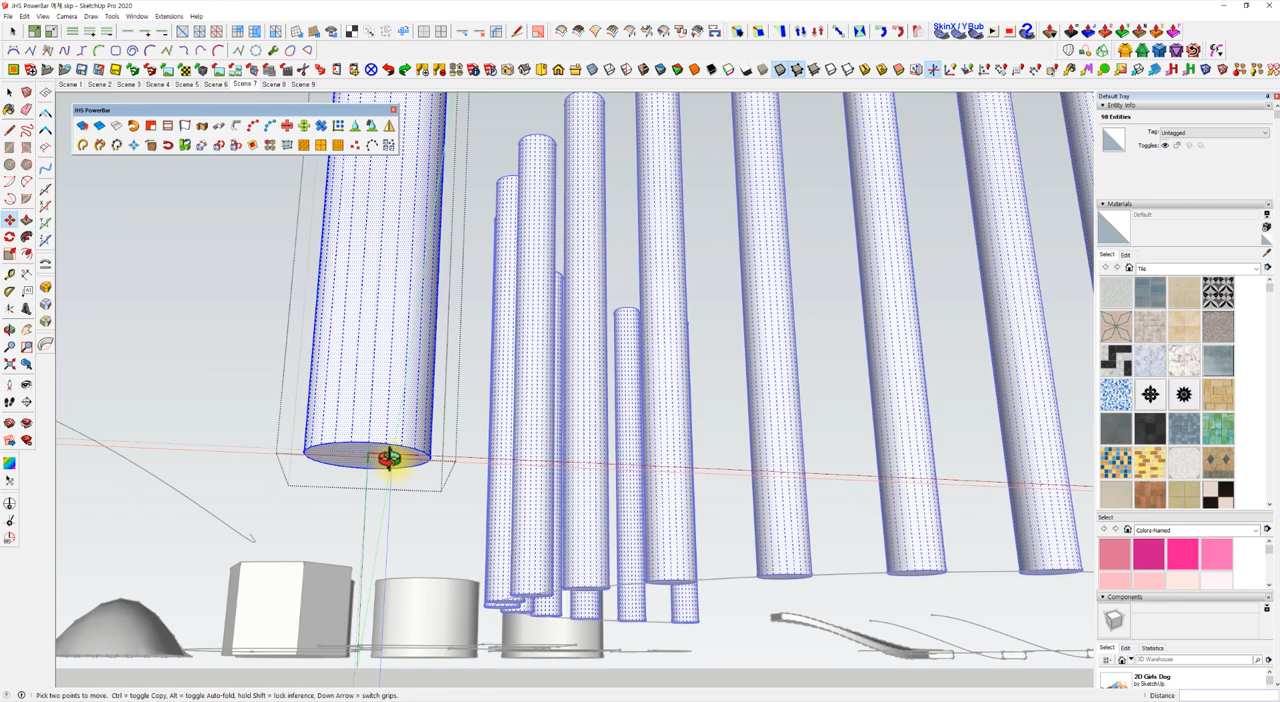 JHS PowerBar 예제.skp - SketchUp Pro 2020
File Edit View Camera Draw Tools Window Extensions Help
SkinX/YBub
Scene 1 Scene 2 Scene 3 Scene 4 Scene 5 Scene 6 Scene 7 Scene 8 Scene 9
JHS PowerBar
Default Tray
Entity Info
98 Entities
Tag: Untagged
Toggles:
Materials
Default
Select Edit
Tile
Select
Colors-Named
Components
Select Edit Statistics
3D Warehouse
2D Girls Dog
by SketchUp
Pick two points to move. Ctrl = toggle Copy, Alt = toggle Auto-fold, hold Shift = lock inference, Down Arrow = switch grips.
Distance